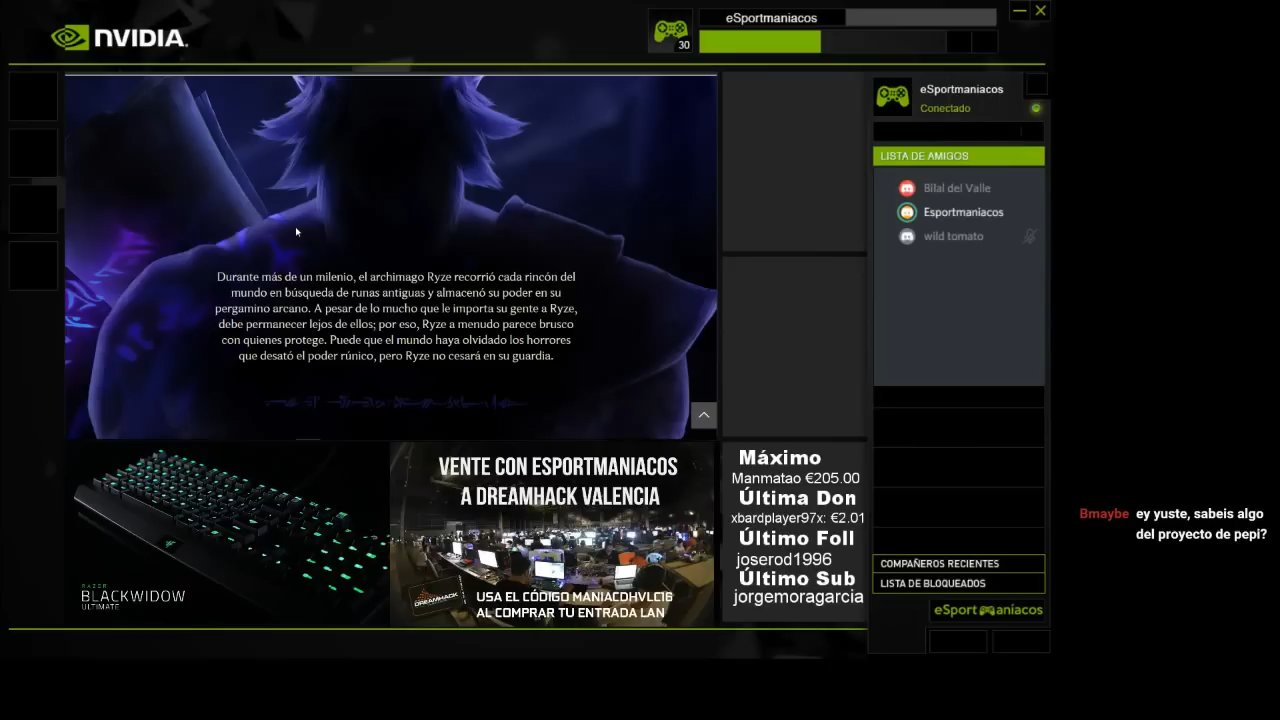 NVIDIA
30
eSportmaniacos
eSportmaniacos
Conectado
LISTA DE AMIGOS
Bilal del Valle
Esportmaniacos
wild tomato
Durante más de un milenio, el archimago Ryze recorrió cada rincón del
mundo en búsqueda de runas antiguas y almacenó su poder en su
pergamino arcano. A pesar de lo mucho que le importa su gente a Ryze,
debe permanecer lejos de ellos; por eso, Ryze a menudo parece brusco
con quienes protege. Puede que el mundo haya olvidado los horrores
que desató el poder rúnico, pero Ryze no cesará en su guardia.
RAZER
BLACKWIDOW
ULTIMATE
VENTE CON ESPORTMANIACOS
A DREAMHACK VALENCIA
DREAMHACK
USA EL CÓDIGO MANIACDHVLC16
AL COMPRAR TU ENTRADA LAN
Máximo
Manmatao €205.00
Última Don
xbardplayer97x: €2.01
Último Foll
joserod1996
Último Sub
jorgemoragarcia
COMPAÑEROS RECIENTES
LISTA DE BLOQUEADOS
eSportmaniacos
Bmaybe ey yuste, sabeis algo
del proyecto de pepi?